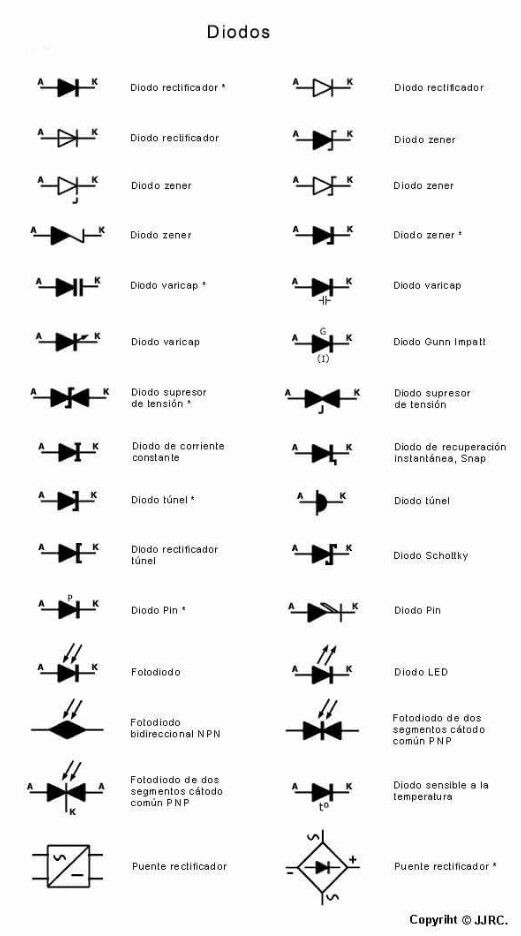 Diodos
A K Diodo rectificador * A K Diodo rectificador
A K Diodo rectificador A K Diodo zener
A K Diodo zener A K Diodo zener
A K Diodo zener A K Diodo zener *
A K Diodo varicap * A K Diodo varicap
A K Diodo varicap A G K (I) Diodo Gunn Impatt
A A Diodo supresor
de tensión *
A A Diodo supresor
de tensión
A K Diodo de corriente
constante
A K Diodo de recuperación
instantánea, Snap
A K Diodo túnel * A K Diodo túnel
A K Diodo rectificador
túnel
A K Diodo Schottky
A P K Diodo Pin * A K Diodo Pin
A K Fotodiodo A K Diodo LED
Fotodiodo
bidireccional NPN
Fotodiodo de dos
segmentos cátodo
común PNP
A A K Fotodiodo de dos
segmentos cátodo
común PNP
A K tº Diodo sensible a la
temperatura
Puente rectificador - + Puente rectificador *
Copyriht © JJRC.